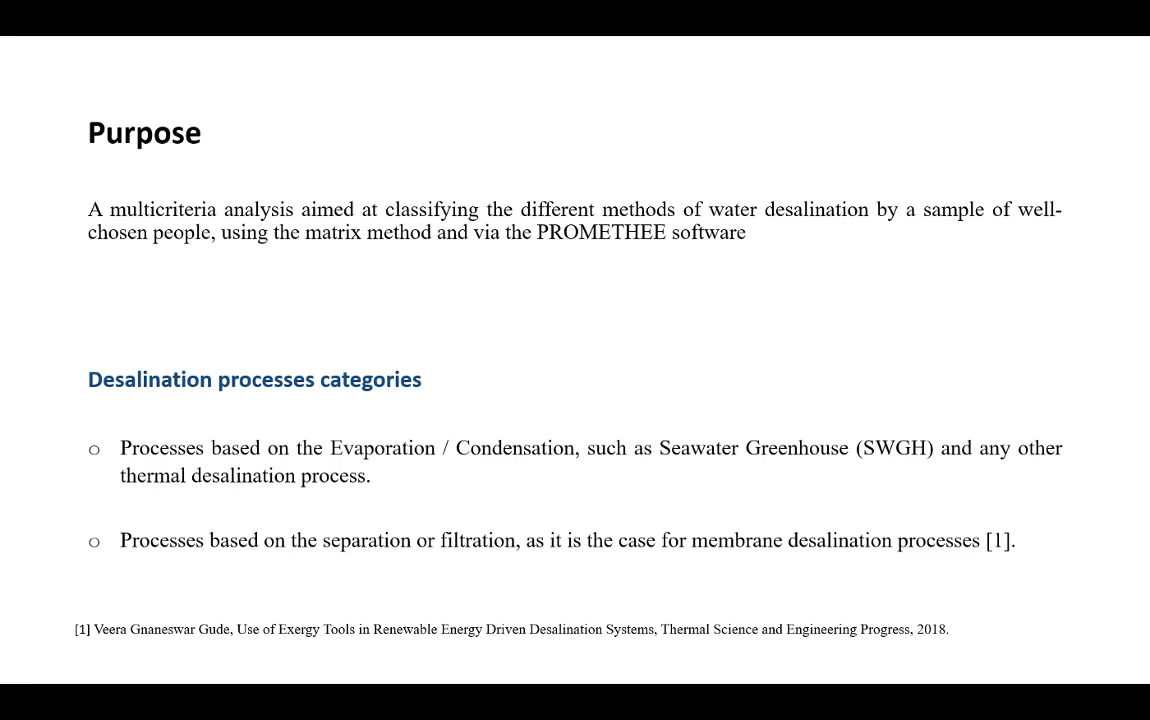 Purpose
A multicriteria analysis aimed at classifying the different methods of water desalination by a sample of well-
chosen people, using the matrix method and via the PROMETHEE software
Desalination processes categories
o Processes based on the Evaporation / Condensation, such as Seawater Greenhouse (SWGH) and any other
thermal desalination process.
o Processes based on the separation or filtration, as it is the case for membrane desalination processes [1].
[1] Veera Gnaneswar Gude, Use of Exergy Tools in Renewable Energy Driven Desalination Systems, Thermal Science and Engineering Progress, 2018.